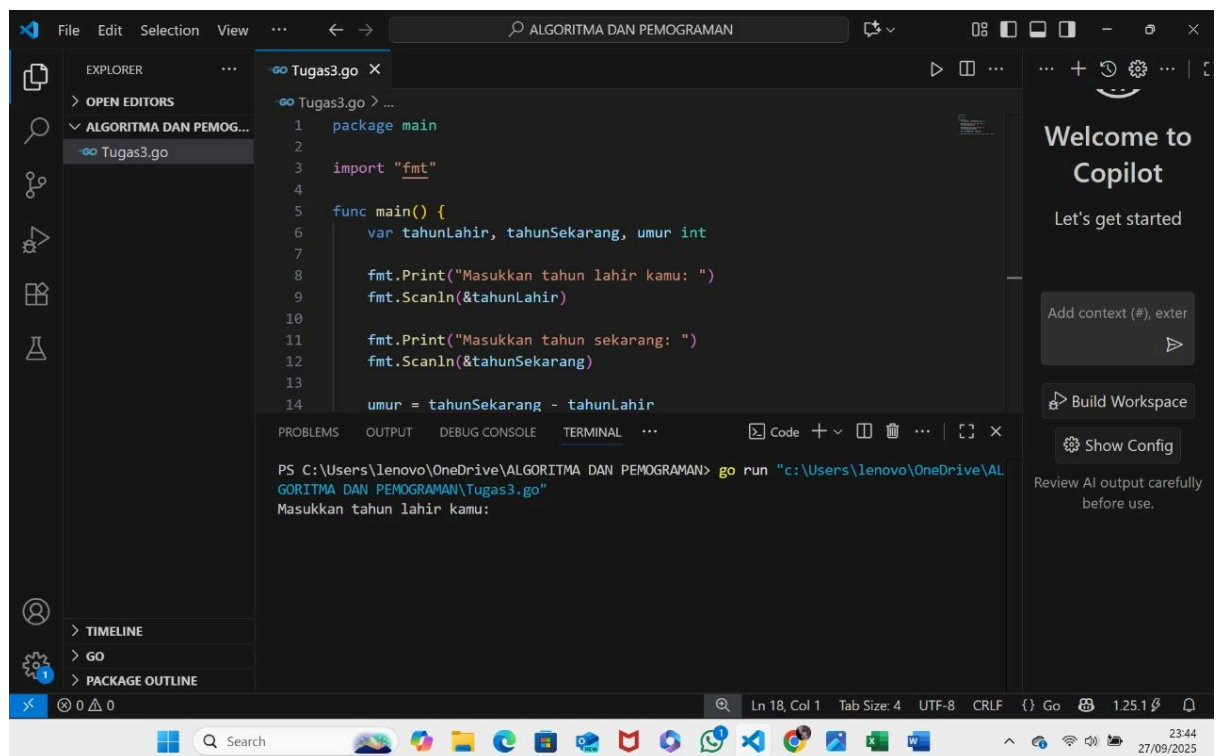 File Edit Selection View ··· ALGORITMA DAN PEMOGRAMAN
EXPLORER ···
OPEN EDITORS
ALGORITMA DAN PEMOG...
GO Tugas3.go
GO Tugas3.go ×
GO Tugas3.go > ...
1 package main
2
3 import "fmt"
4
5 func main() {
6 var tahunLahir, tahunSekarang, umur int
7
8 fmt.Print("Masukkan tahun lahir kamu: ")
9 fmt.Scanln(&tahunLahir)
10
11 fmt.Print("Masukkan tahun sekarang: ")
12 fmt.Scanln(&tahunSekarang)
13
14 umur = tahunSekarang - tahunLahir
PROBLEMS OUTPUT DEBUG CONSOLE TERMINAL ··· Code
PS C:\Users\lenovo\OneDrive\ALGORITMA DAN PEMOGRAMAN> go run "c:\Users\lenovo\OneDrive\AL
GORITMA DAN PEMOGRAMAN\Tugas3.go"
Masukkan tahun lahir kamu:
Welcome to
Copilot
Let's get started
Add context (#), exter
Build Workspace
Show Config
Review AI output carefully
before use.
TIMELINE
GO
PACKAGE OUTLINE
1
0 0 Ln 18, Col 1 Tab Size: 4 UTF-8 CRLF {} Go 1.25.1
Search
NEW
W
23:44
27/09/2025